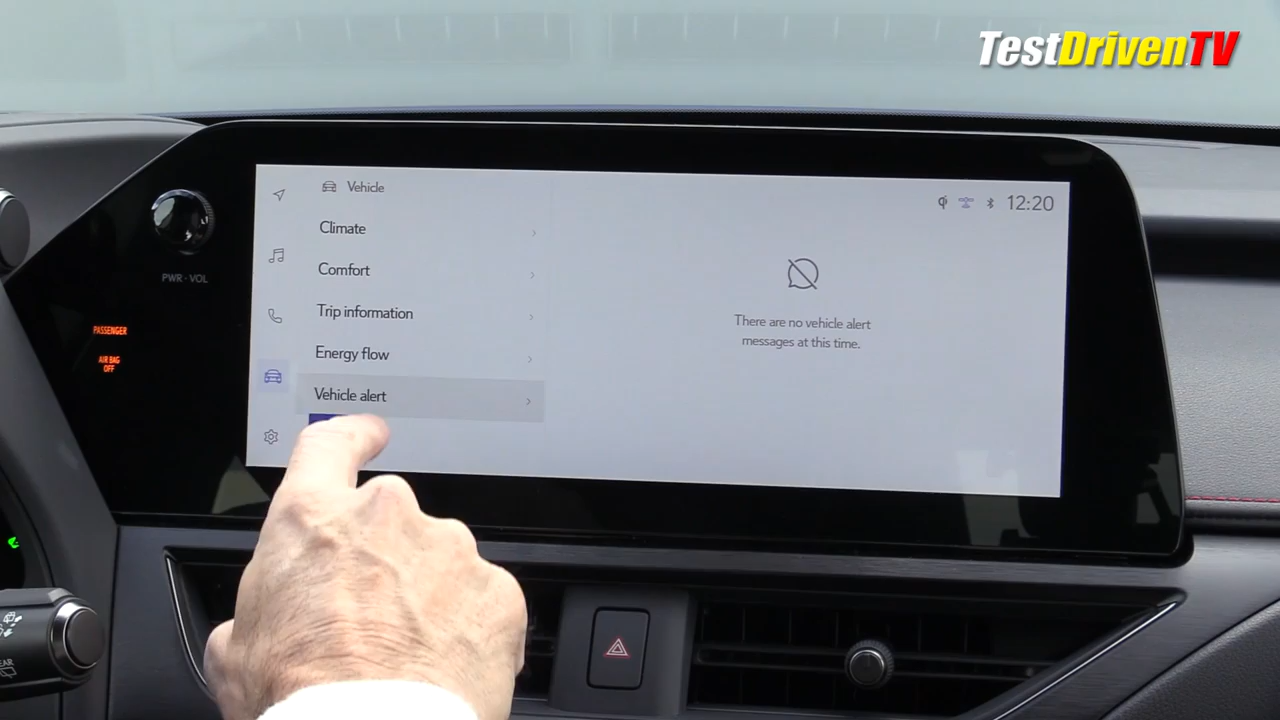 TestDrivenTV
Vehicle
12:20
Climate
Comfort
Trip information
Energy flow
Vehicle alert
There are no vehicle alert
messages at this time.
PWR·VOL
PASSENGER
AIR BAG
OFF